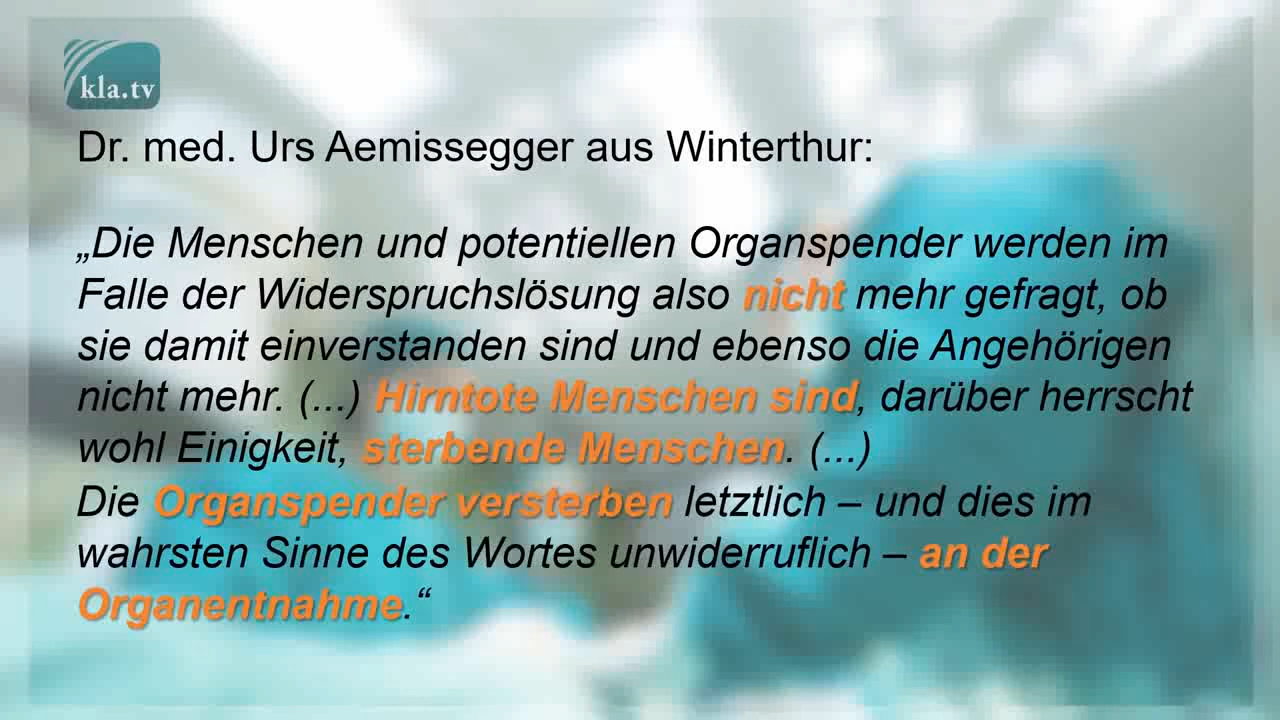 kla.tv
Dr. med. Urs Aemissegger aus Winterthur:
„Die Menschen und potentiellen Organspender werden im
Falle der Widerspruchslösung also nicht mehr gefragt, ob
sie damit einverstanden sind und ebenso die Angehörigen
nicht mehr. (...) Hirntote Menschen sind, darüber herrscht
wohl Einigkeit, sterbende Menschen. (...)
Die Organspender versterben letztlich – und dies im
wahrsten Sinne des Wortes unwiderruflich – an der
Organentnahme.“